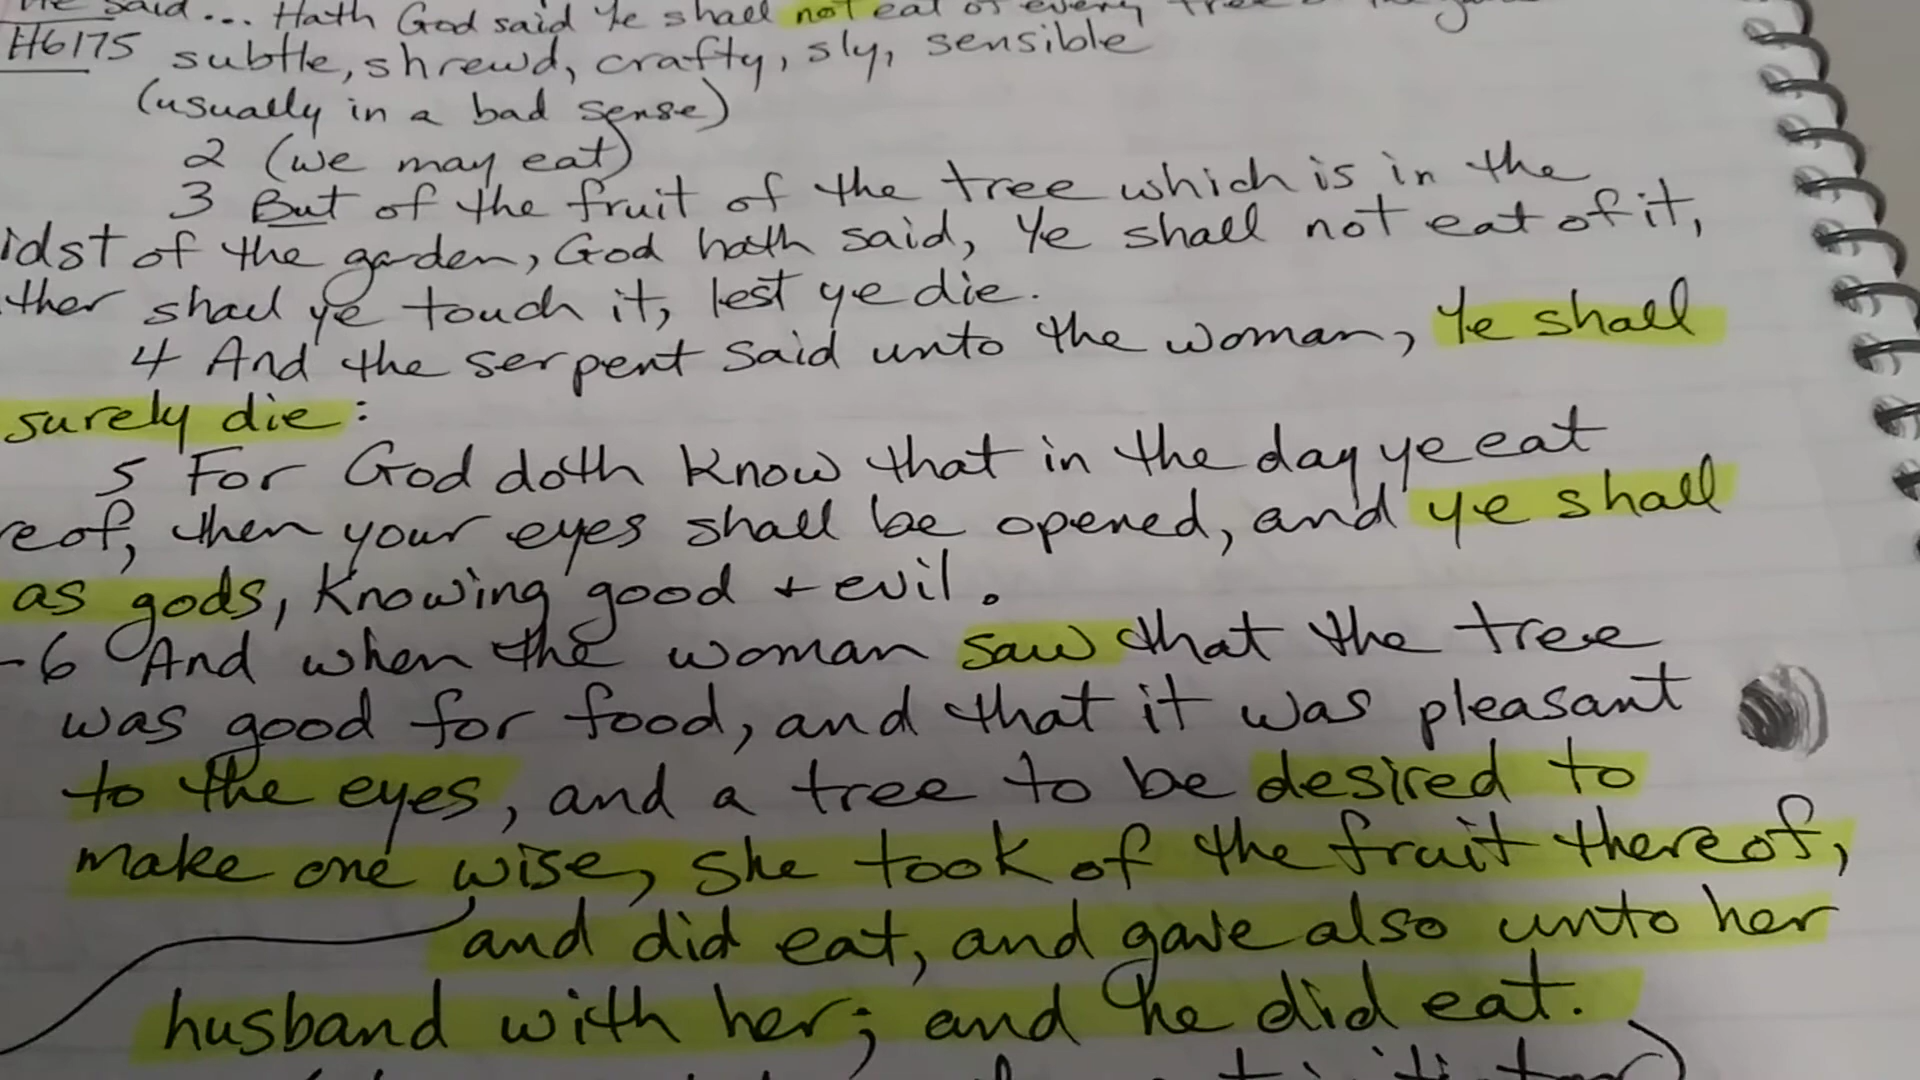 He said... Hath God said Ye shall not eat of every tree
H6175 subtle, shrewd, crafty, sly, sensible
(usually in a bad sense)
2 (we may eat)
3 But of the fruit of the tree which is in the
idst of the garden, God hath said, Ye shall not eat of it,
ther shall ye touch it, lest ye die.
4 And the serpent said unto the woman, Ye shall
surely die:
5 For God doth know that in the day ye eat
reof, then your eyes shall be opened, and ye shall
as gods, knowing good + evil.
-6 And when the woman saw that the tree
was good for food, and that it was pleasant
to the eyes, and a tree to be desired to
make one wise, she took of the fruit thereof,
and did eat, and gave also unto her
husband with her; and he did eat.